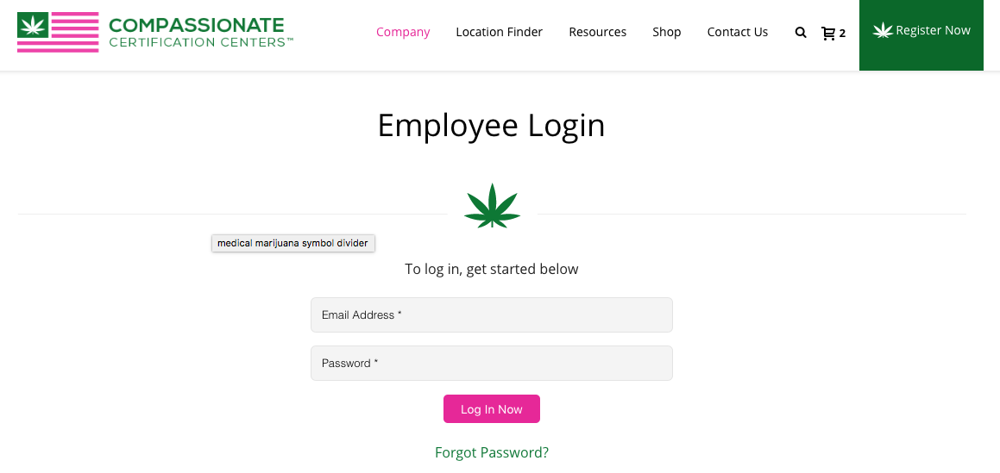 COMPASSIONATE
CERTIFICATION CENTERS™
Company Location Finder Resources Shop Contact Us 2 Register Now
Employee Login
medical marijuana symbol divider
To log in, get started below
Email Address *
Password *
Log In Now
Forgot Password?